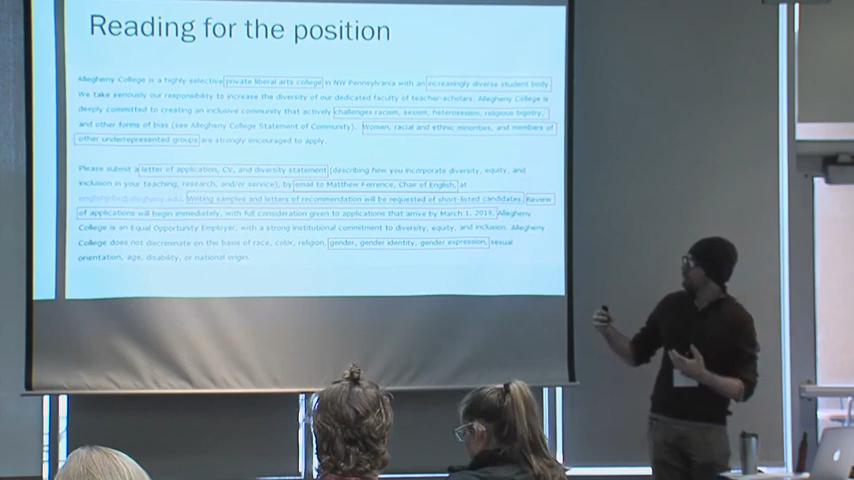 Reading for the position
Allegheny College is a highly selective private liberal arts college in NW Pennsylvania with an increasingly diverse student body.
We take seriously our responsibility to increase the diversity of our dedicated faculty of teacher-scholars. Allegheny College is
deeply committed to creating an inclusive community that actively challenges racism, sexism, heterosexism, religious bigotry,
and other forms of bias (see Allegheny College Statement of Community). Women, racial and ethnic minorities, and members of
other underrepresented groups are strongly encouraged to apply.
Please submit a letter of application, CV, and diversity statement (describing how you incorporate diversity, equity, and
inclusion in your teaching, research, and/or service), by email to Matthew Ferrence, Chair of English, at
Writing samples and letters of recommendation will be requested of short-listed candidates. Review
of applications will begin immediately, with full consideration given to applications that arrive by March 1, 2019. Allegheny
College is an Equal Opportunity Employer, with a strong institutional commitment to diversity, equity, and inclusion. Allegheny
College does not discriminate on the basis of race, color, religion, gender, gender identity, gender expression, sexual
orientation, age, disability, or national origin.